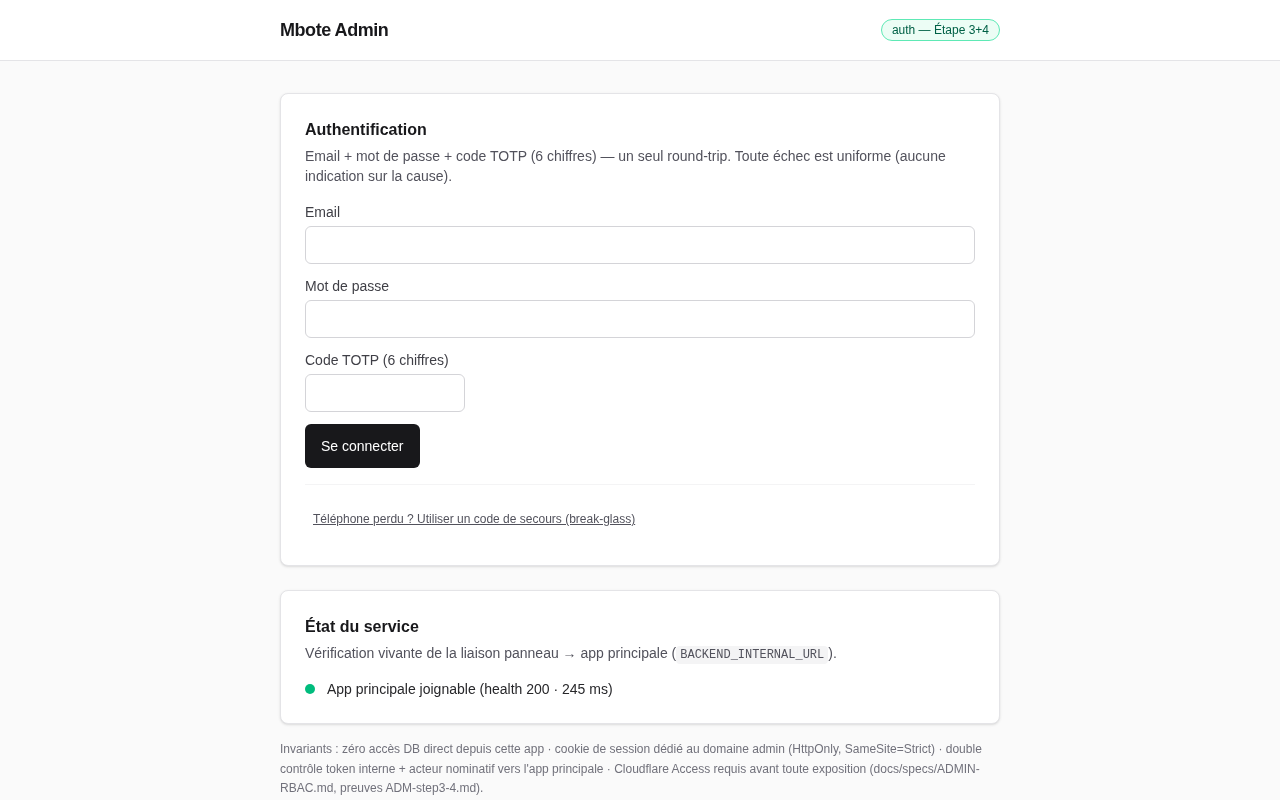 Mbote Admin
auth — Étape 3+4
Authentification
Email + mot de passe + code TOTP (6 chiffres) — un seul round-trip. Toute échec est uniforme (aucune
indication sur la cause).
Email
Mot de passe
Code TOTP (6 chiffres)
Se connecter
Téléphone perdu ? Utiliser un code de secours (break-glass)
État du service
Vérification vivante de la liaison panneau → app principale ( BACKEND_INTERNAL_URL ).
App principale joignable (health 200 · 245 ms)
Invariants : zéro accès DB direct depuis cette app · cookie de session dédié au domaine admin (HttpOnly, SameSite=Strict) · double
contrôle token interne + acteur nominatif vers l'app principale · Cloudflare Access requis avant toute exposition (docs/specs/ADMIN-
RBAC.md, preuves ADM-step3-4.md).